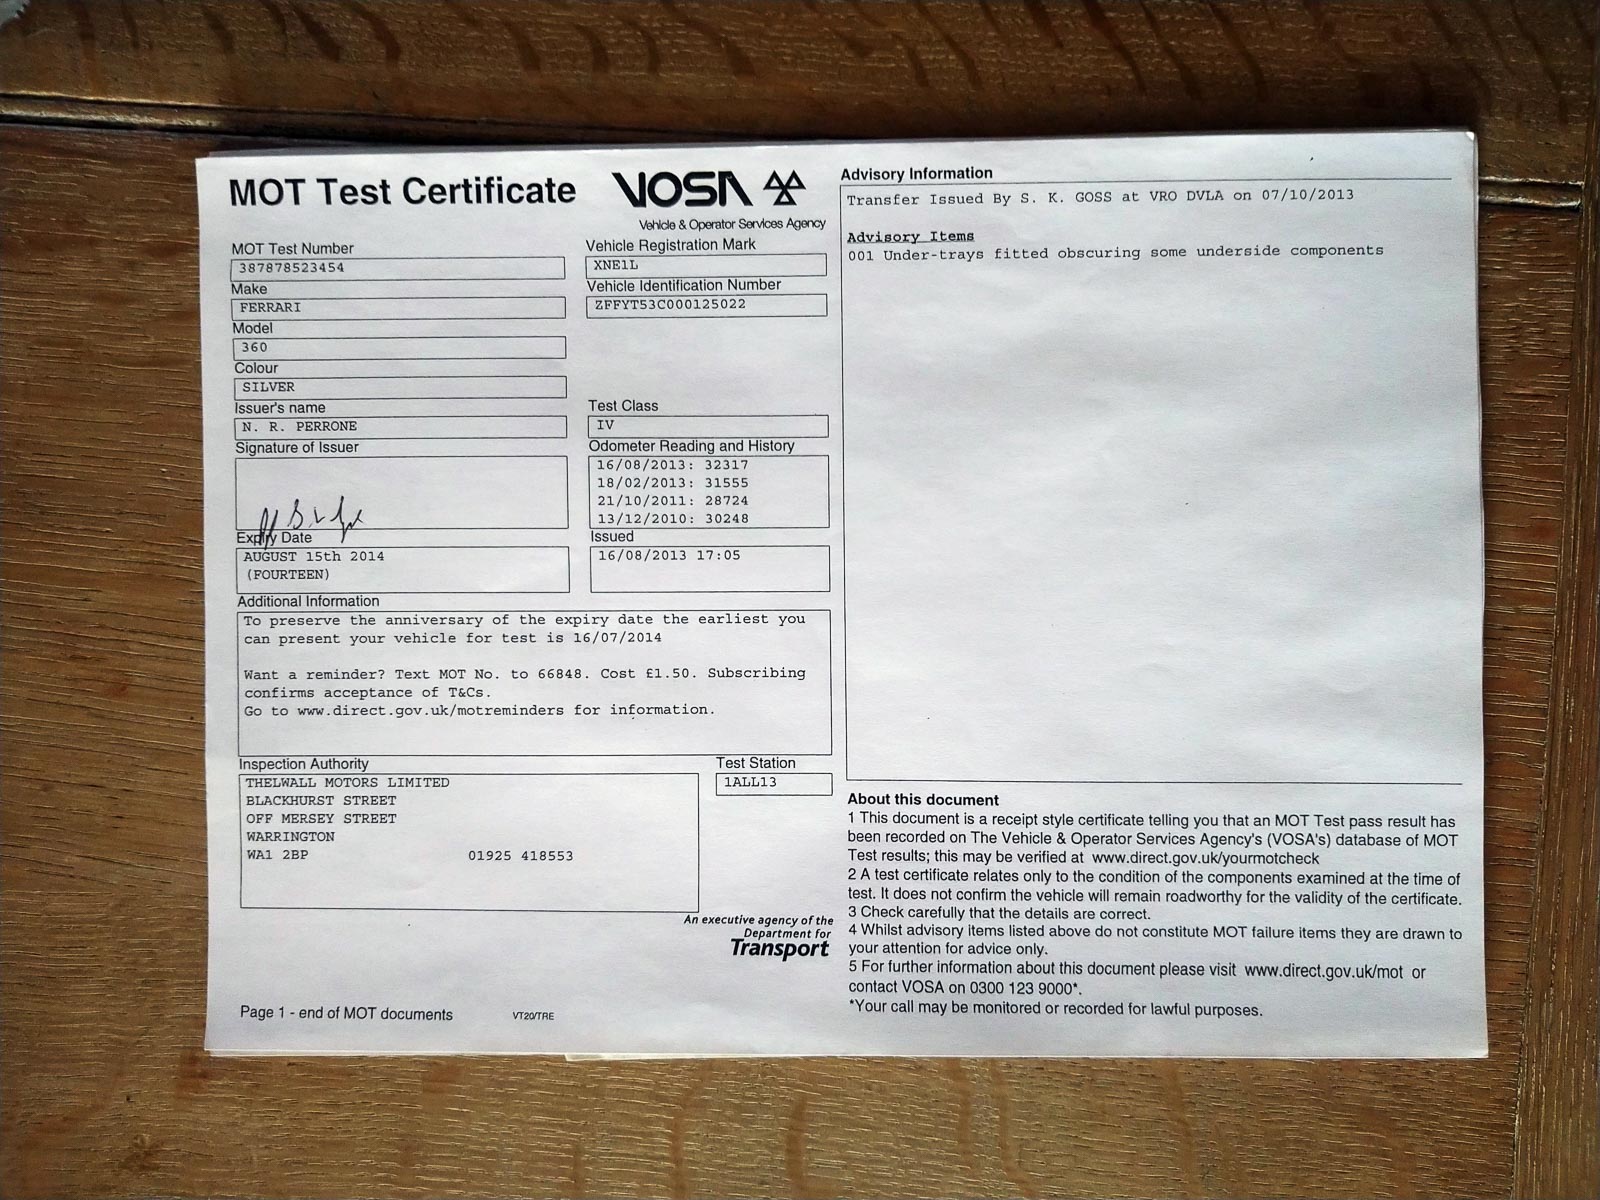 MOT Test Certificate
VOSA
Vehicle & Operator Services Agency
MOT Test Number
387878523454
Vehicle Registration Mark
XNE1L
Make
FERRARI
Vehicle Identification Number
ZFFYT53C000125022
Model
360
Colour
SILVER
Issuer's name
N. R. PERRONE
Test Class
IV
Signature of Issuer
Odometer Reading and History
16/08/2013: 32317
18/02/2013: 31555
21/10/2011: 28724
13/12/2010: 30248
Expiry Date
AUGUST 15th 2014
(FOURTEEN)
Issued
16/08/2013 17:05
Additional Information
To preserve the anniversary of the expiry date the earliest you
can present your vehicle for test is 16/07/2014
Want a reminder? Text MOT No. to 66848. Cost £1.50. Subscribing
confirms acceptance of T&Cs.
Go to www.direct.gov.uk/motreminders for information.
Inspection Authority
THELWALL MOTORS LIMITED
BLACKHURST STREET
OFF MERSEY STREET
WARRINGTON
WA1 2BP 01925 418553
Test Station
1ALL13
An executive agency of the
Department for
Transport
Page 1 - end of MOT documents VT20/TRE
Advisory Information
Transfer Issued By S. K. GOSS at VRO DVLA on 07/10/2013
Advisory Items
001 Under-trays fitted obscuring some underside components
About this document
1 This document is a receipt style certificate telling you that an MOT Test pass result has
been recorded on The Vehicle & Operator Services Agency's (VOSA's) database of MOT
Test results; this may be verified at www.direct.gov.uk/yourmotcheck
2 A test certificate relates only to the condition of the components examined at the time of
test. It does not confirm the vehicle will remain roadworthy for the validity of the certificate.
3 Check carefully that the details are correct.
4 Whilst advisory items listed above do not constitute MOT failure items they are drawn to
your attention for advice only.
5 For further information about this document please visit www.direct.gov.uk/mot or
contact VOSA on 0300 123 9000*.
*Your call may be monitored or recorded for lawful purposes.